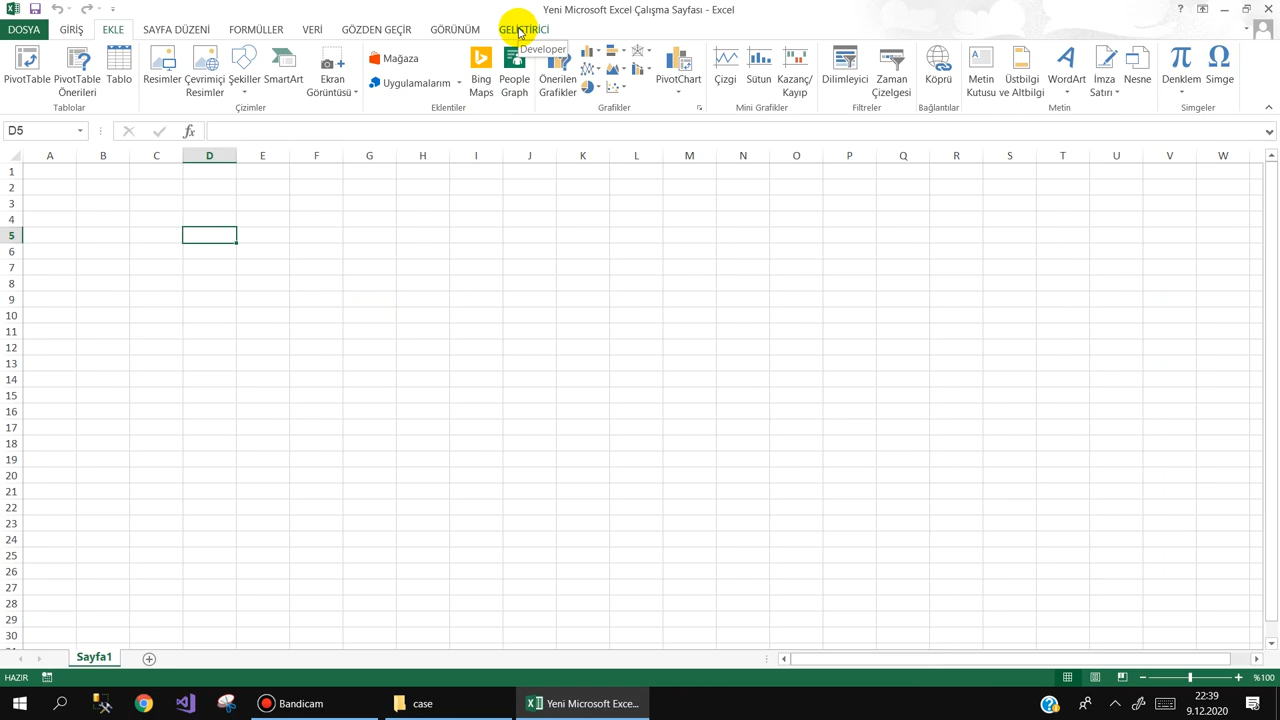 Yeni Microsoft Excel Çalışma Sayfası - Excel
DOSYA GİRİŞ EKLE SAYFA DÜZENİ FORMÜLLER VERİ GÖZDEN GEÇİR GÖRÜNÜM GELİŞTİRİCİ
Developer
PivotTable PivotTable Önerileri Tablo
Tablolar
Resimler Çevrimiçi Resimler Şekiller SmartArt Ekran Görüntüsü
Çizimler
Mağaza
Uygulamalarım
Bing Maps People Graph
Eklentiler
Önerilen Grafikler PivotChart
Grafikler
Çizgi Sütun Kazanç/Kayıp
Mini Grafikler
Dilimleyici Zaman Çizelgesi
Filtreler
Köprü
Bağlantılar
Metin Kutusu Üstbilgi ve Altbilgi WordArt İmza Satırı Nesne
Metin
Denklem Simge
Simgeler
D5
fx
A B C D E F G H I J K L M N O P Q R S T U V W
1
2
3
4
5
6
7
8
9
10
11
12
13
14
15
16
17
18
19
20
21
22
23
24
25
26
27
28
29
30
Sayfa1
HAZIR
%100
Bandicam
case
Yeni Microsoft Exce...
22:39
9.12.2020